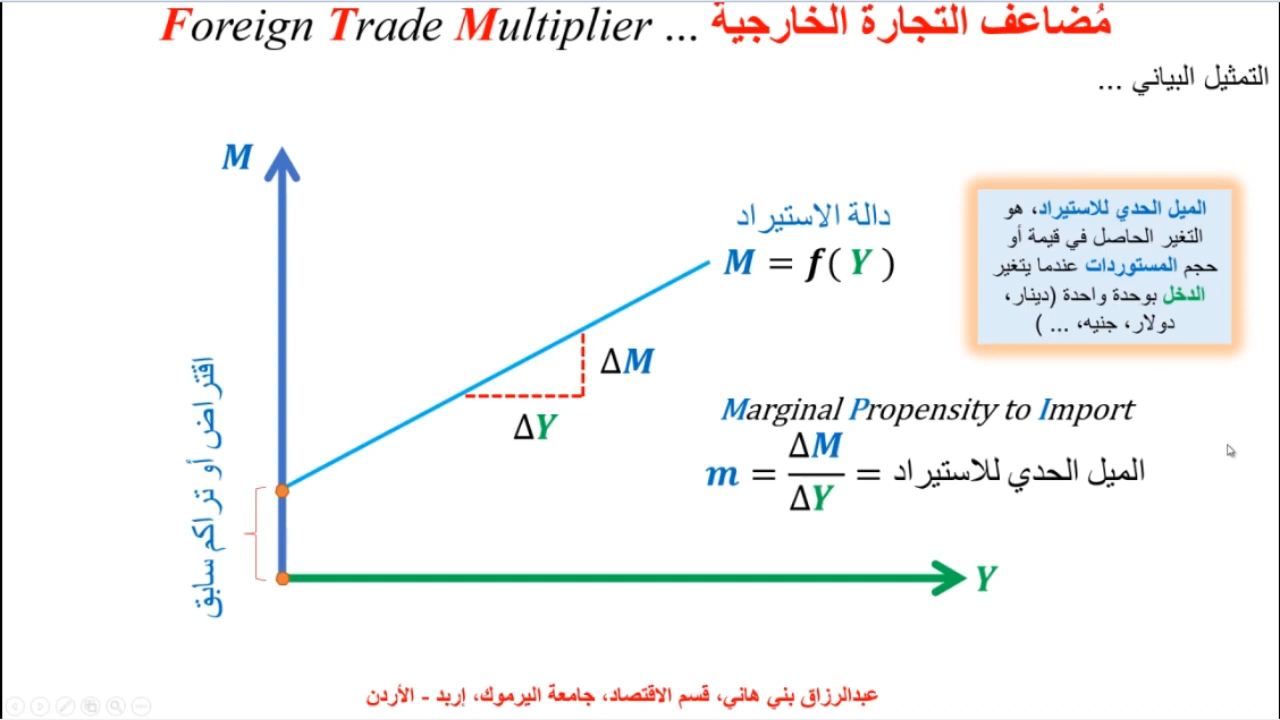 مُضاعف التجارة الخارجية ... Foreign Trade Multiplier
التمثيل البياني ...
M
دالة الاستيراد
M = f( Y )
الميل الحدي للاستيراد، هو
التغير الحاصل في قيمة أو
حجم المستوردات عندما يتغير
الدخل بوحدة واحدة (دينار،
دولار، جنيه، ... )
ΔM
ΔY
Marginal Propensity to Import
m = ΔM / ΔY = الميل الحدي للاستيراد
اقتراض أو تراكم سابق
Y
عبدالرزاق بني هاني، قسم الاقتصاد، جامعة اليرموك، إربد - الأردن